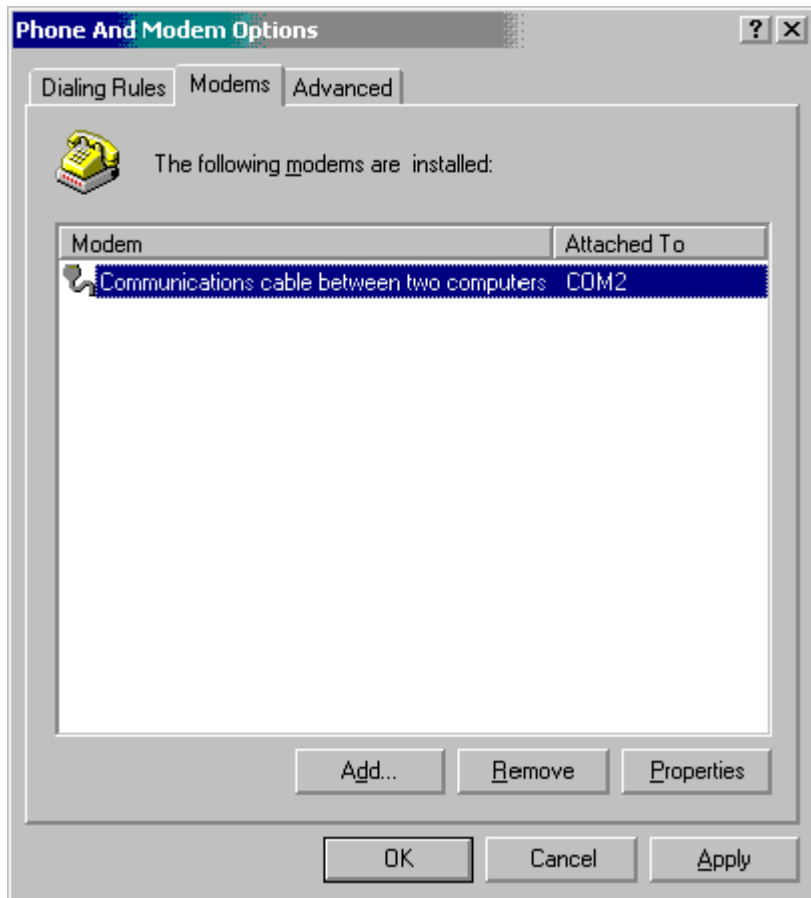 Phone And Modem Options
Dialing Rules Modems Advanced
The following modems are installed:
Modem Attached To
Communications cable between two computers COM2
Add... Remove Properties
OK Cancel Apply